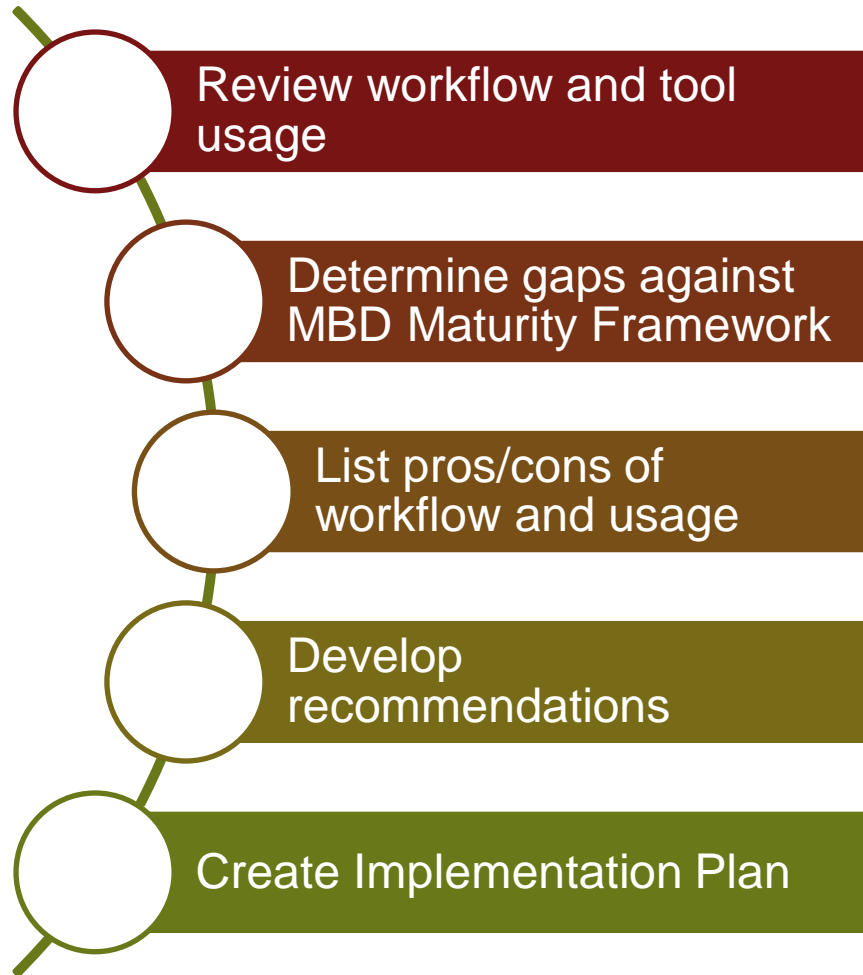 Review workflow and tool
usage
Determine gaps against
MBD Maturity Framework
List pros/cons of
workflow and usage
Develop
recommendations
Create Implementation Plan